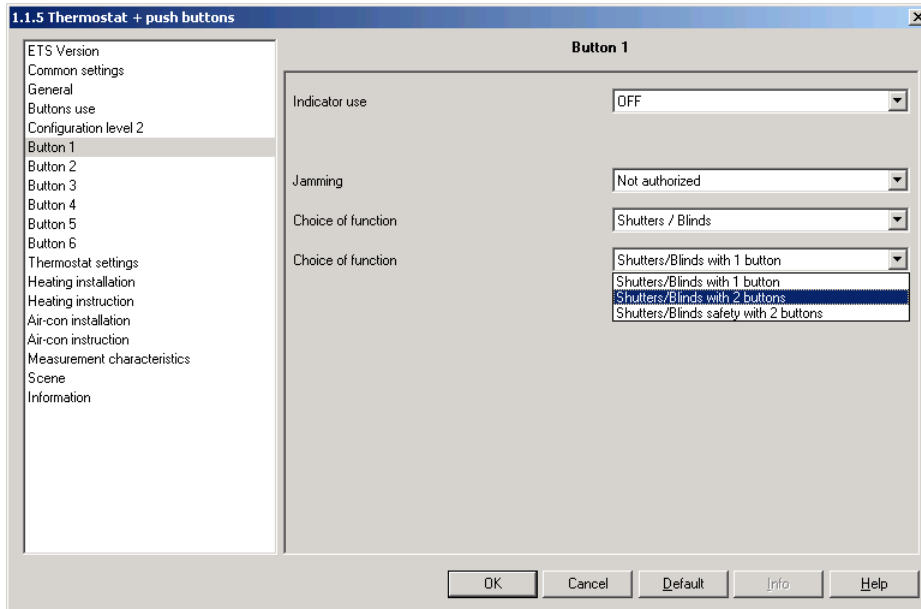 1.1.5 Thermostat + push buttons
ETS Version
Common settings
General
Buttons use
Configuration level 2
Button 1
Button 2
Button 3
Button 4
Button 5
Button 6
Thermostat settings
Heating installation
Heating instruction
Air-con installation
Air-con instruction
Measurement characteristics
Scene
Information
Button 1
Indicator use OFF
Jamming Not authorized
Choice of function Shutters / Blinds
Choice of function Shutters/Blinds with 1 button
Shutters/Blinds with 1 button
Shutters/Blinds with 2 buttons
Shutters/Blinds safety with 2 buttons
OK Cancel Default Info Help